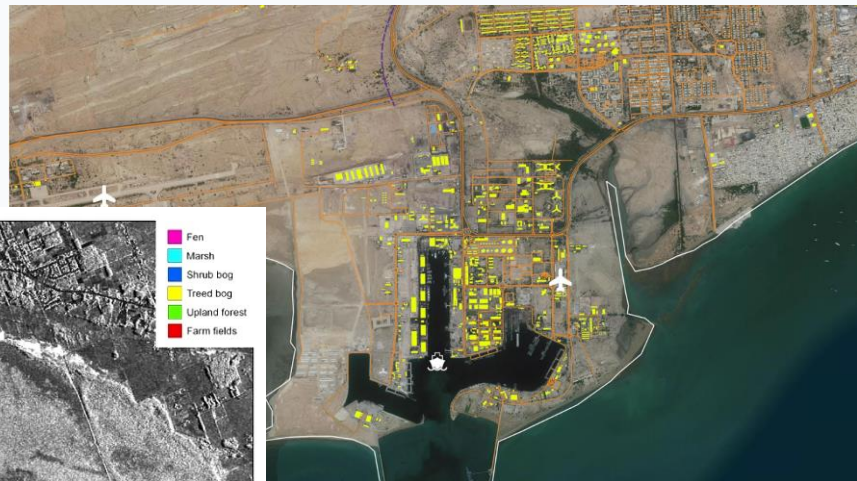 Fen
Marsh
Shrub bog
Treed bog
Upland forest
Farm fields